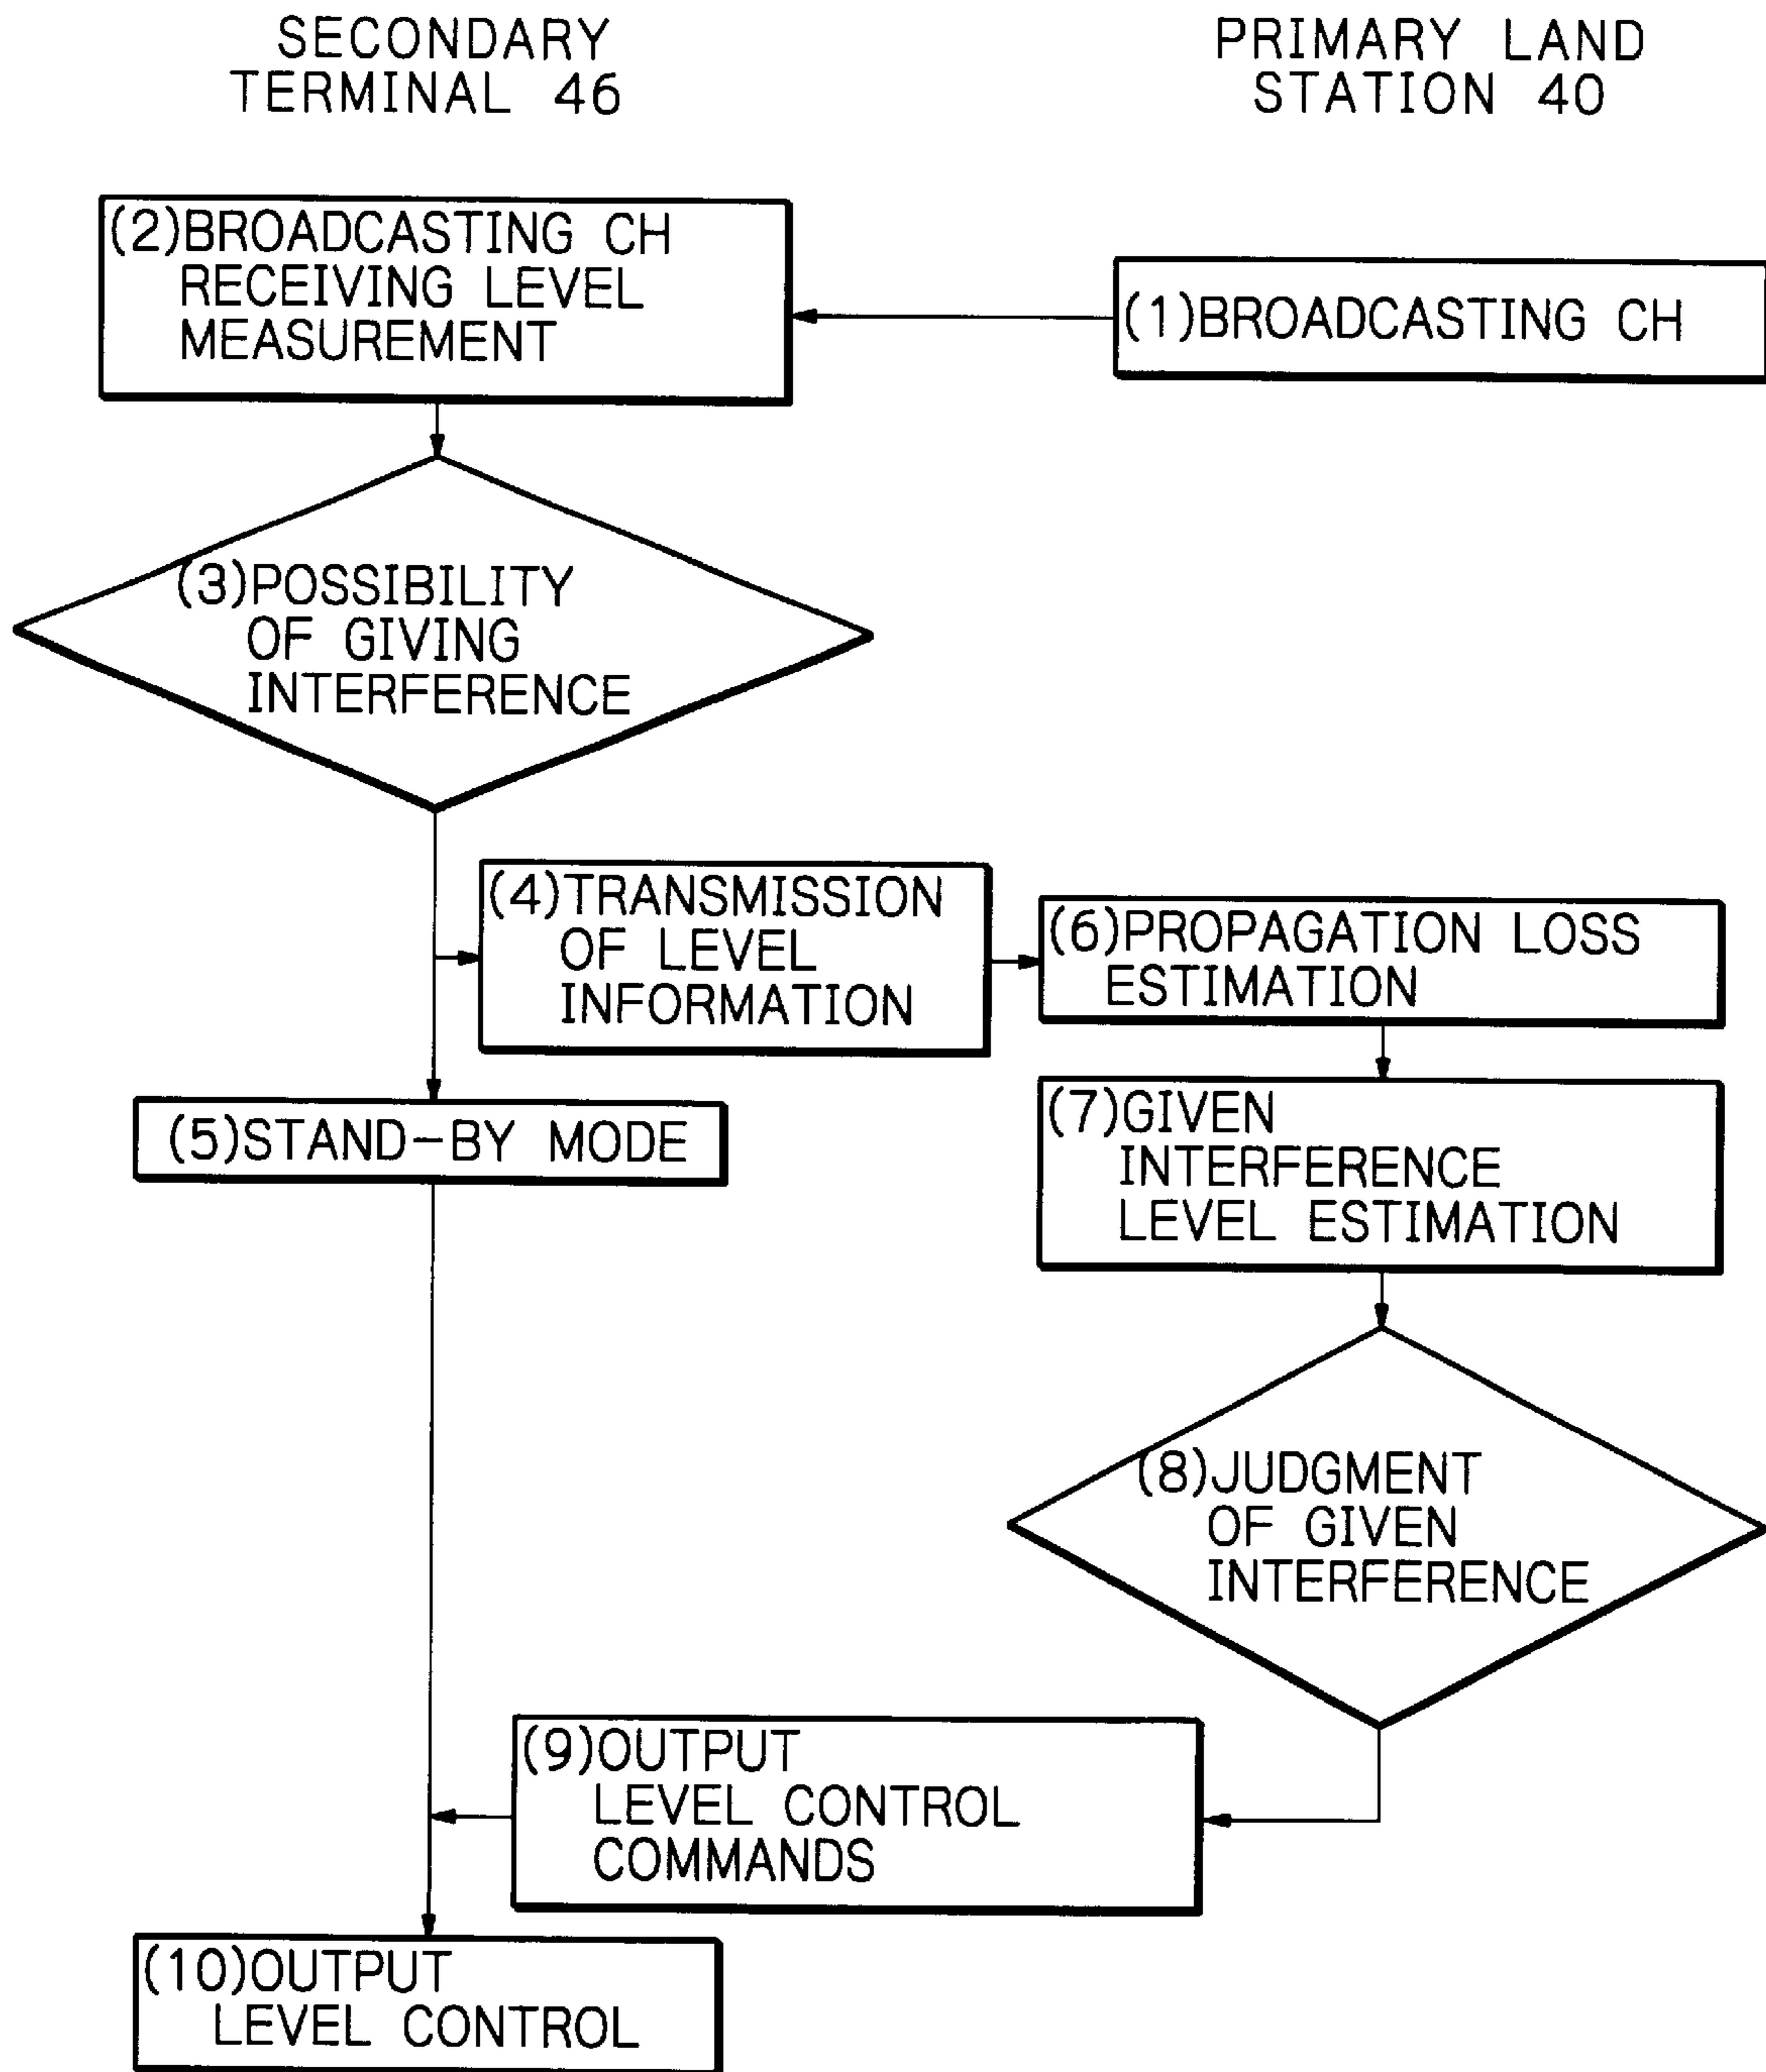 SECONDARY
TERMINAL 46
PRIMARY LAND
STATION 40
(2)BROADCASTING CH
RECEIVING LEVEL
MEASUREMENT
(1)BROADCASTING CH
(3)POSSIBILITY
OF GIVING
INTERFERENCE
(4)TRANSMISSION
OF LEVEL
INFORMATION
(6)PROPAGATION LOSS
ESTIMATION
(5)STAND-BY MODE
(7)GIVEN
INTERFERENCE
LEVEL ESTIMATION
(8)JUDGMENT
OF GIVEN
INTERFERENCE
(9)OUTPUT
LEVEL CONTROL
COMMANDS
(10)OUTPUT
LEVEL CONTROL